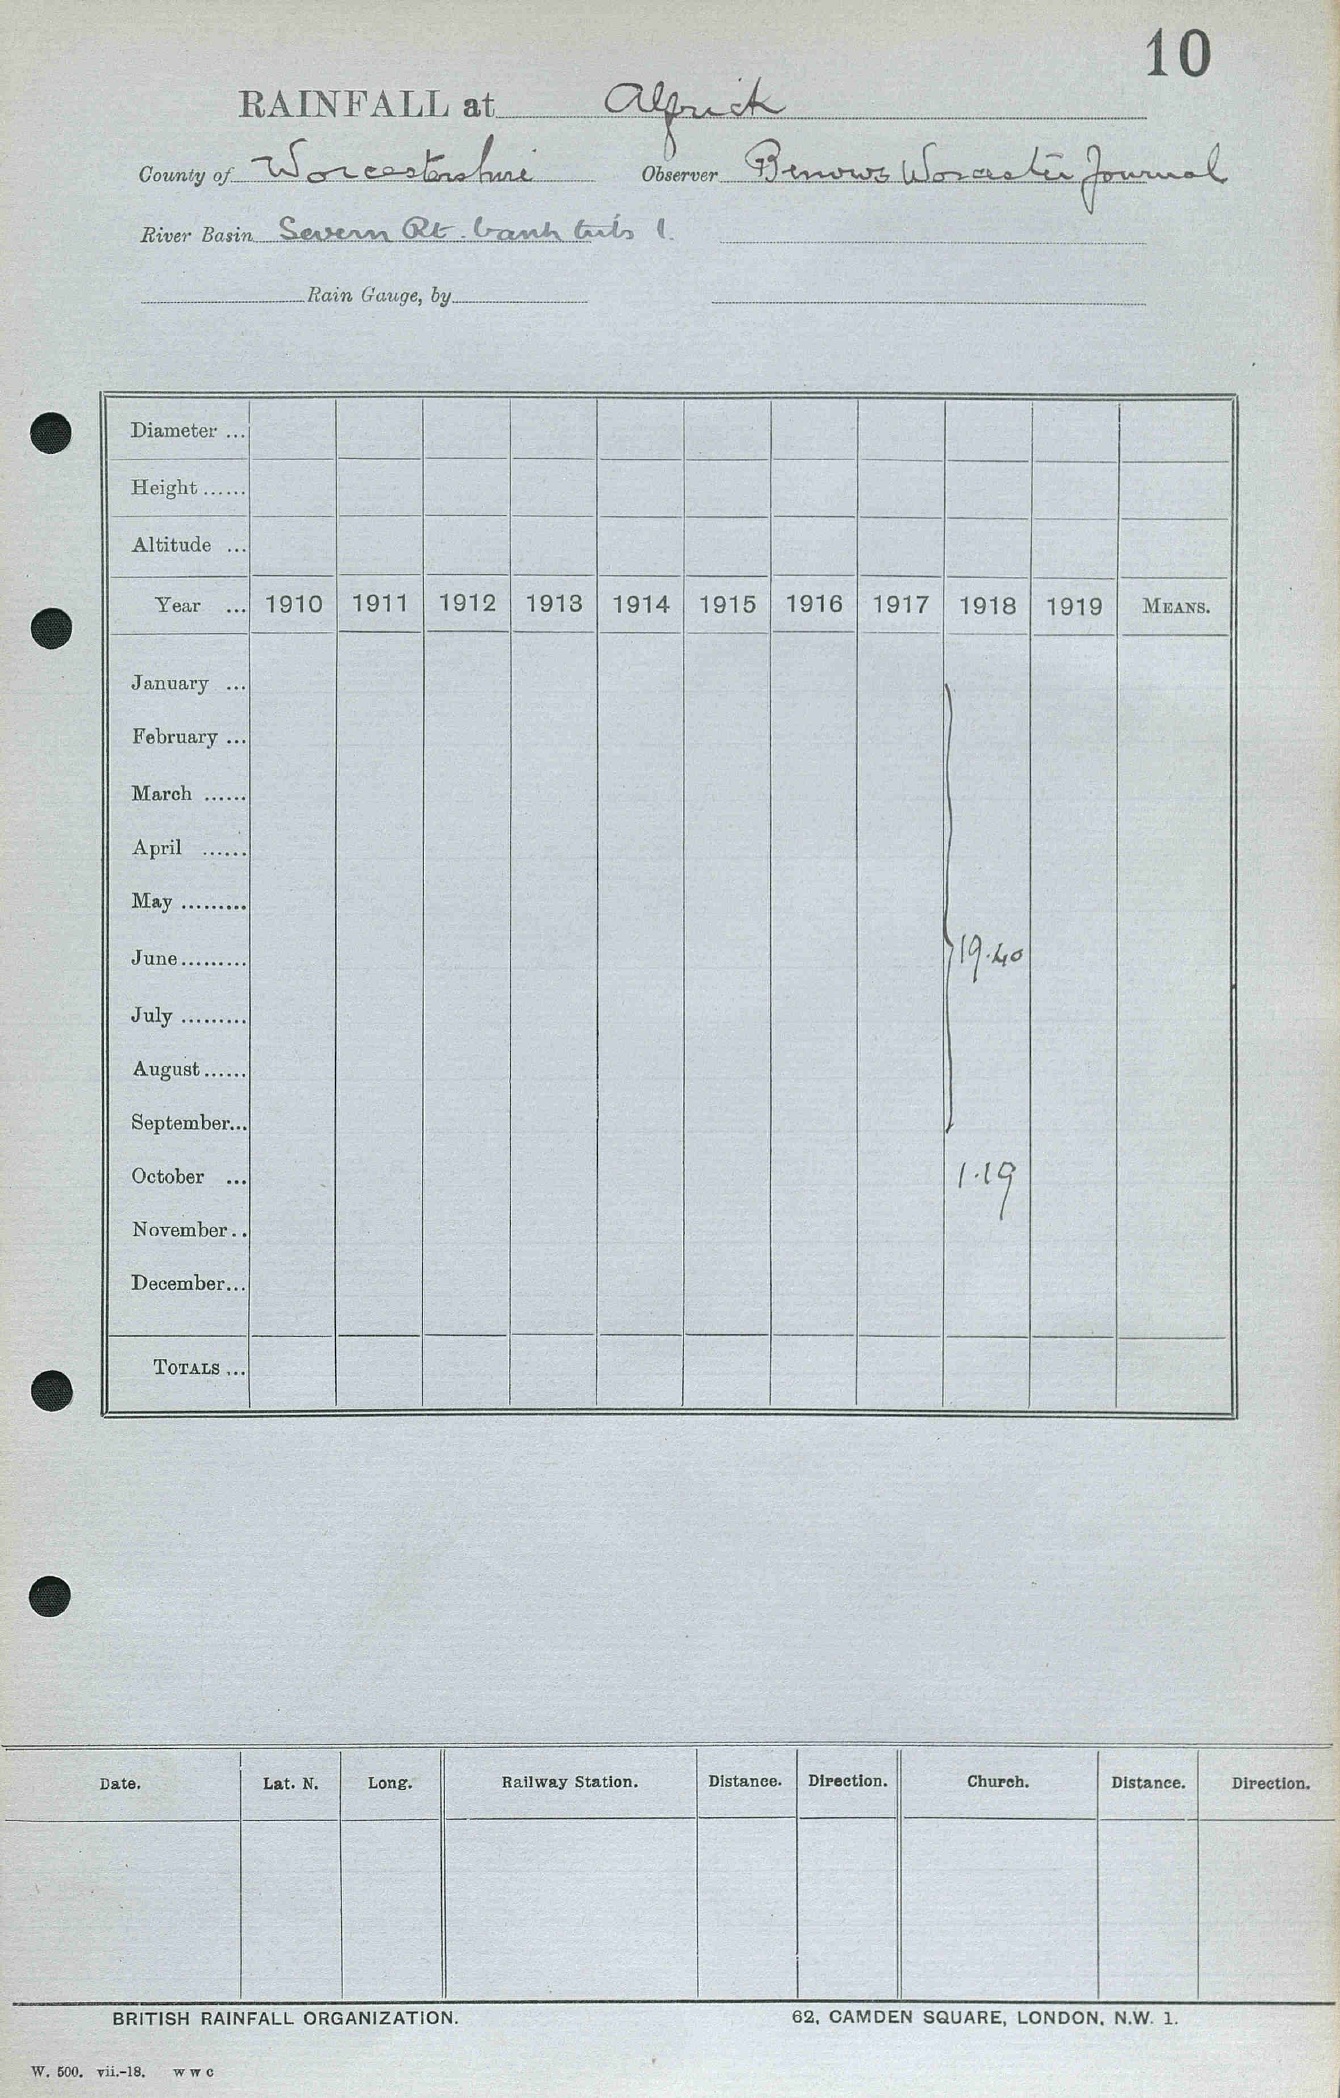 10
RAINFALL at Alfrick
County of Worcestershire Observer Berrows Worcester Journal
River Basin Severn Rt. bank tribs 1.
Rain Gauge, by
Diameter ...
Height ......
Altitude ...
Year ... 1910 1911 1912 1913 1914 1915 1916 1917 1918 1919 MEANS.
January ...
February ...
March ......
April ......
May .........
June ......... 19.40
July .........
August ......
September...
October ... 1.19
November ..
December...
TOTALS ...
Date. Lat. N. Long. Railway Station. Distance. Direction. Church. Distance. Direction.
BRITISH RAINFALL ORGANIZATION. 62, CAMDEN SQUARE, LONDON, N.W. 1.
W. 500. vii.-18. W W C